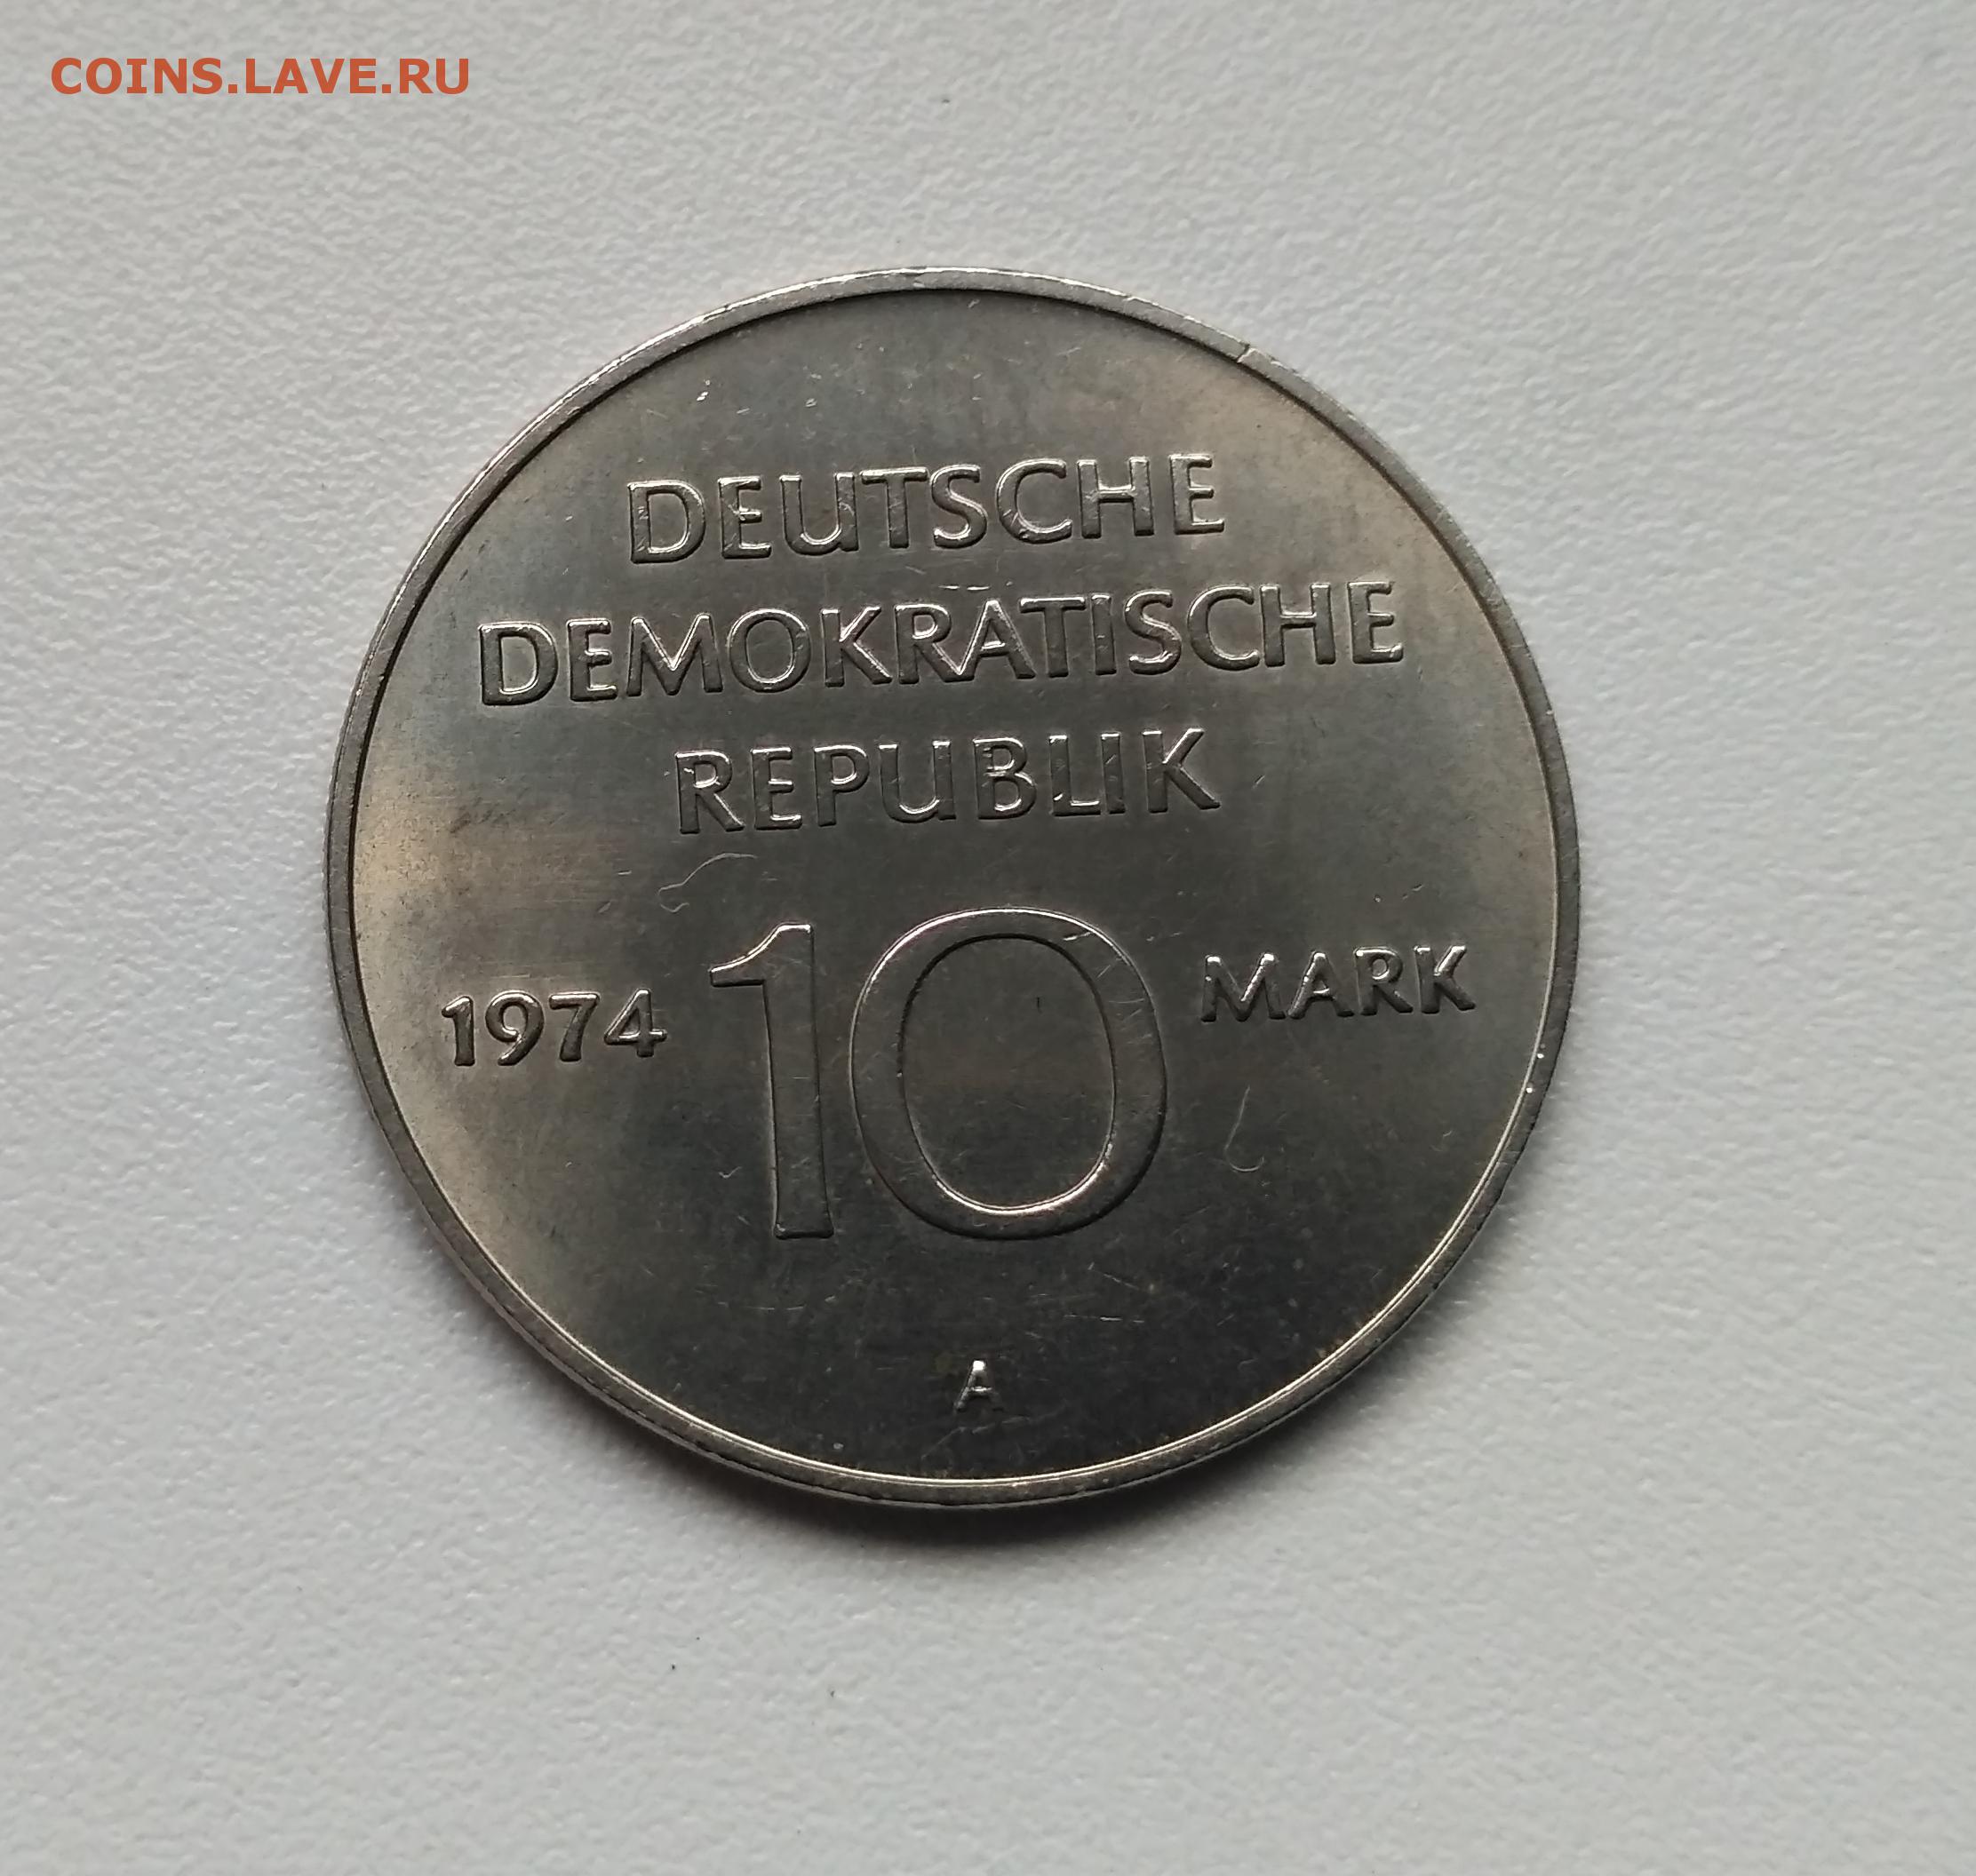 COINS.LAVE.RU
DEUTSCHE
DEMOKRATISCHE
REPUBLIK
1974 10 MARK
A